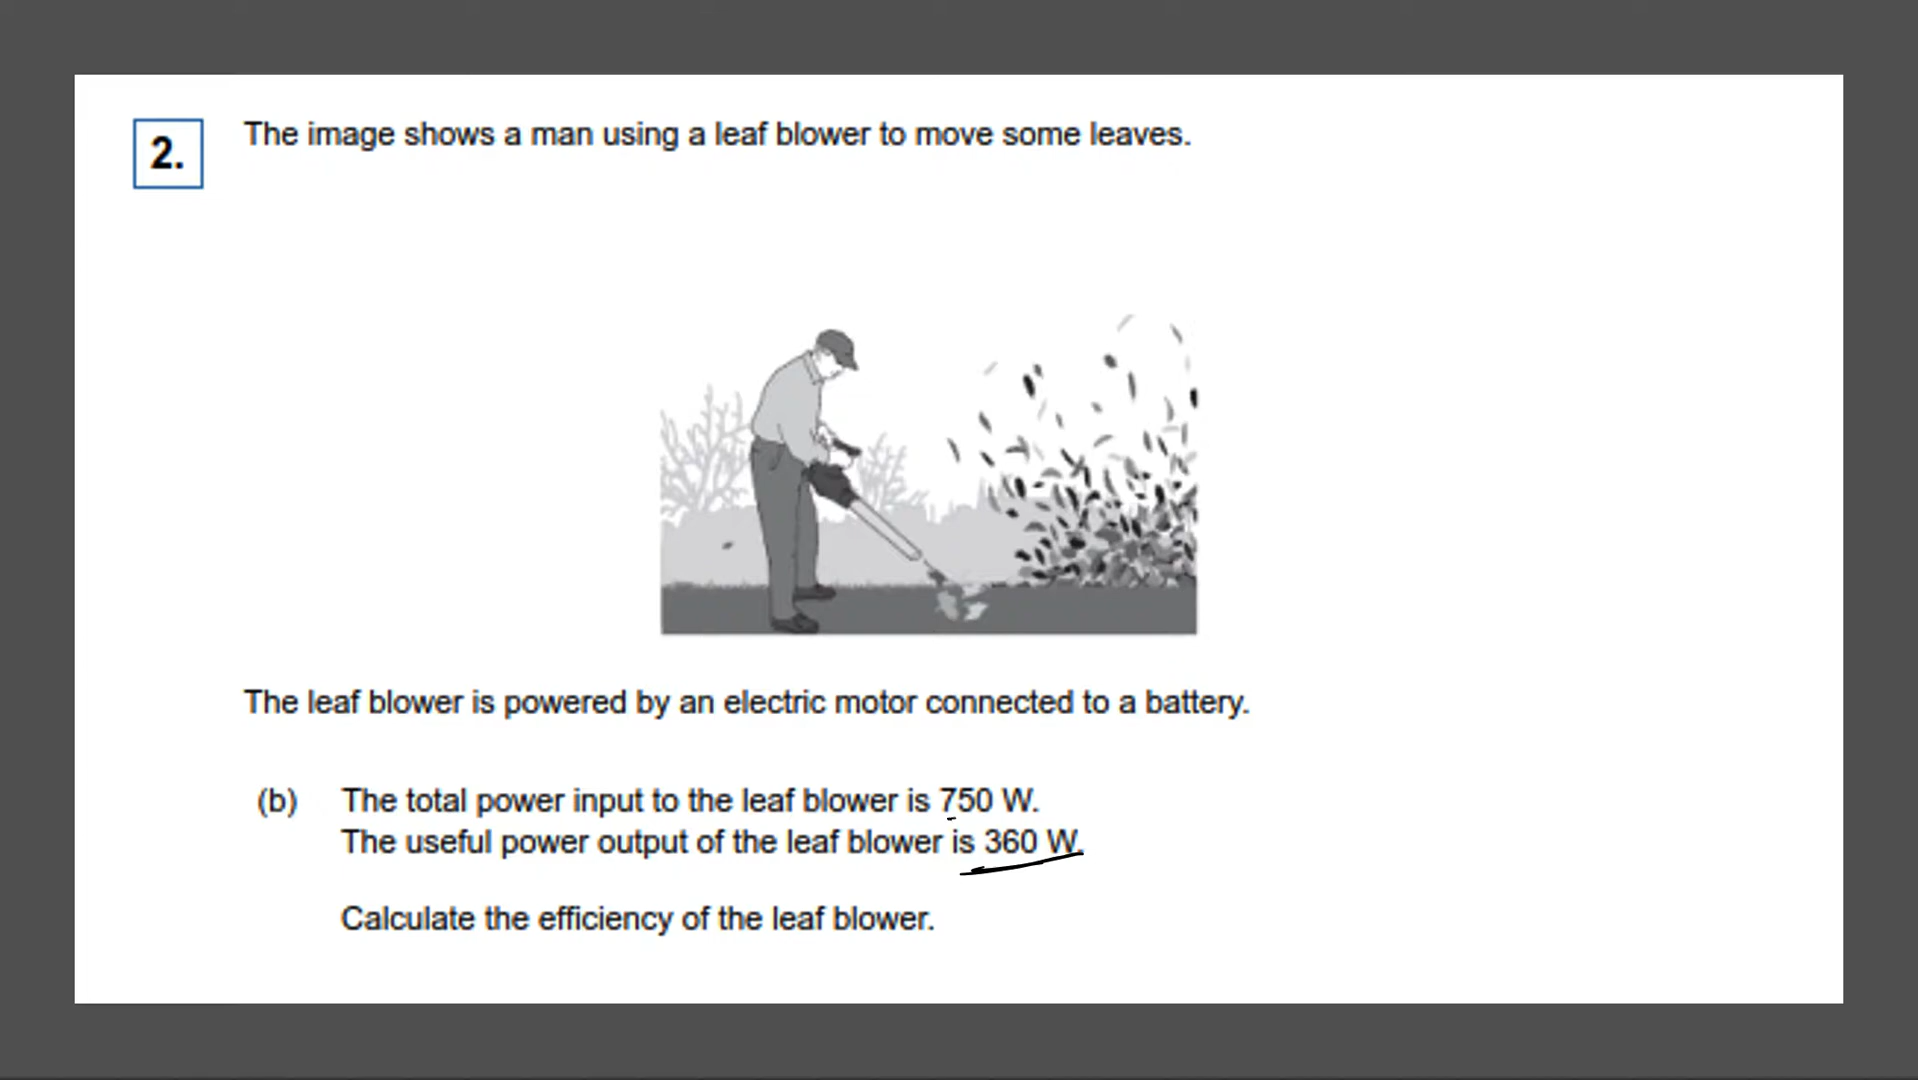 2. The image shows a man using a leaf blower to move some leaves.
The leaf blower is powered by an electric motor connected to a battery.
(b) The total power input to the leaf blower is 750 W.
The useful power output of the leaf blower is 360 W.
Calculate the efficiency of the leaf blower.